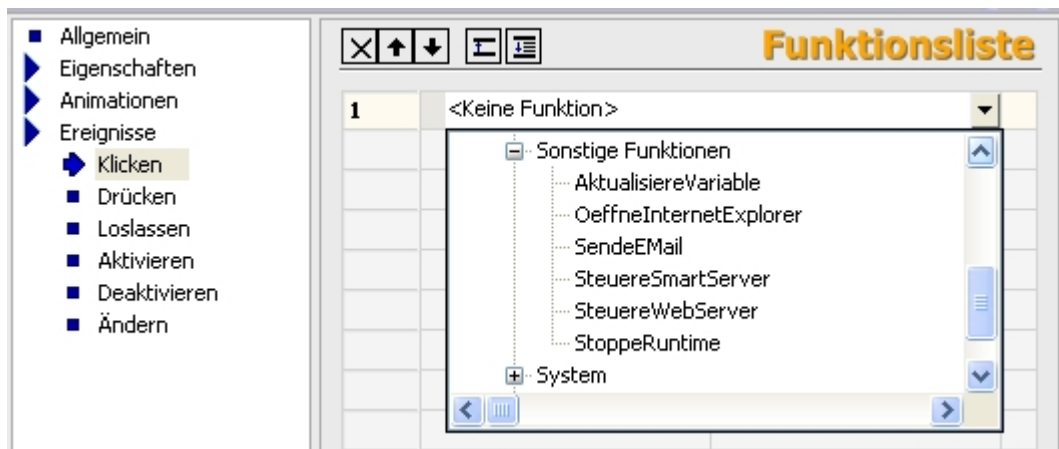 Allgemein
Eigenschaften
Animationen
Ereignisse
Klicken
Drücken
Loslassen
Aktivieren
Deaktivieren
Ändern
Funktionsliste
1 <Keine Funktion>
Sonstige Funktionen
AktualisiereVariable
OeffneInternetExplorer
SendeEMail
SteuereSmartServer
SteuereWebServer
StoppeRuntime
System